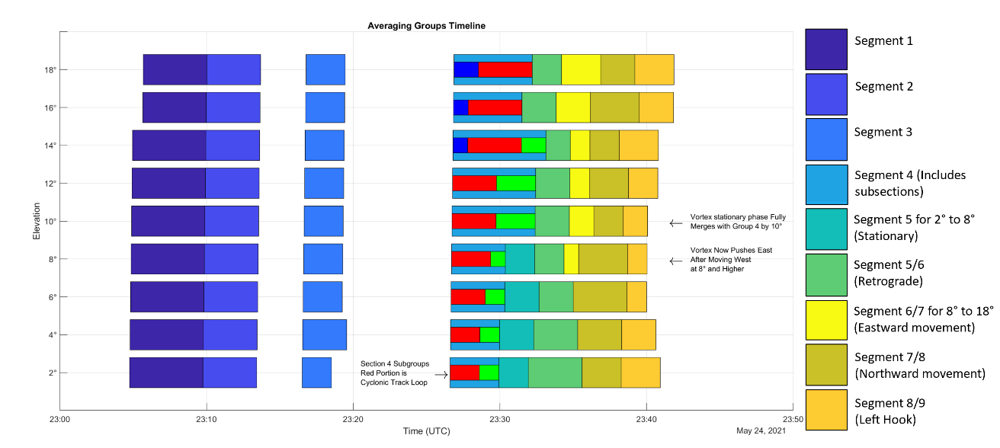 Averaging Groups Timeline
Segment 1
Segment 2
Segment 3
Segment 4 (Includes
subsections)
Segment 5 for 2° to 8°
(Stationary)
Segment 5/6
(Retrograde)
Segment 6/7 for 8° to 18°
(Eastward movement)
Segment 7/8
(Northward movement)
Segment 8/9
(Left Hook)
Elevation
18°
16°
14°
12°
10°
8°
6°
4°
2°
Vortex stationary phase Fully
Merges with Group 4 by 10°
Vortex Now Pushes East
After Moving West
at 8° and Higher
Section 4 Subgroups
Red Portion is
Cyclonic Track Loop
23:00
23:10
23:20
23:30
23:40
23:50
Time (UTC)
May 24, 2021